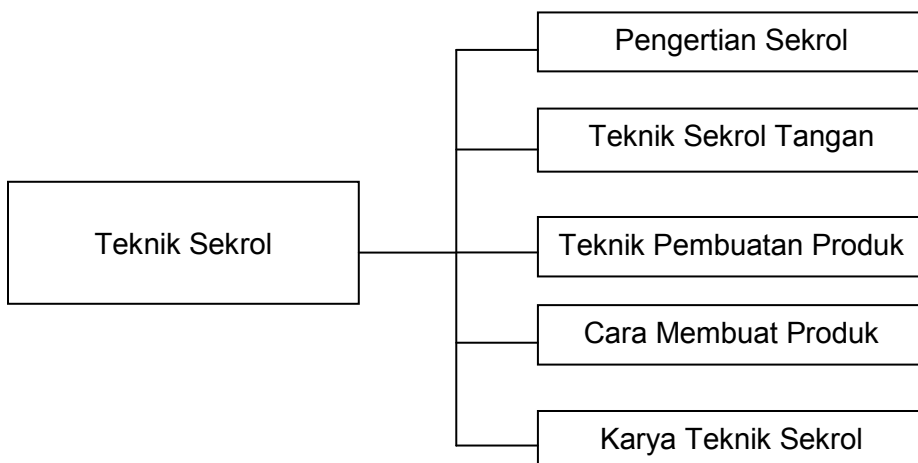 Pengertian Sekrol
Teknik Sekrol Tangan
Teknik Sekrol
Teknik Pembuatan Produk
Cara Membuat Produk
Karya Teknik Sekrol